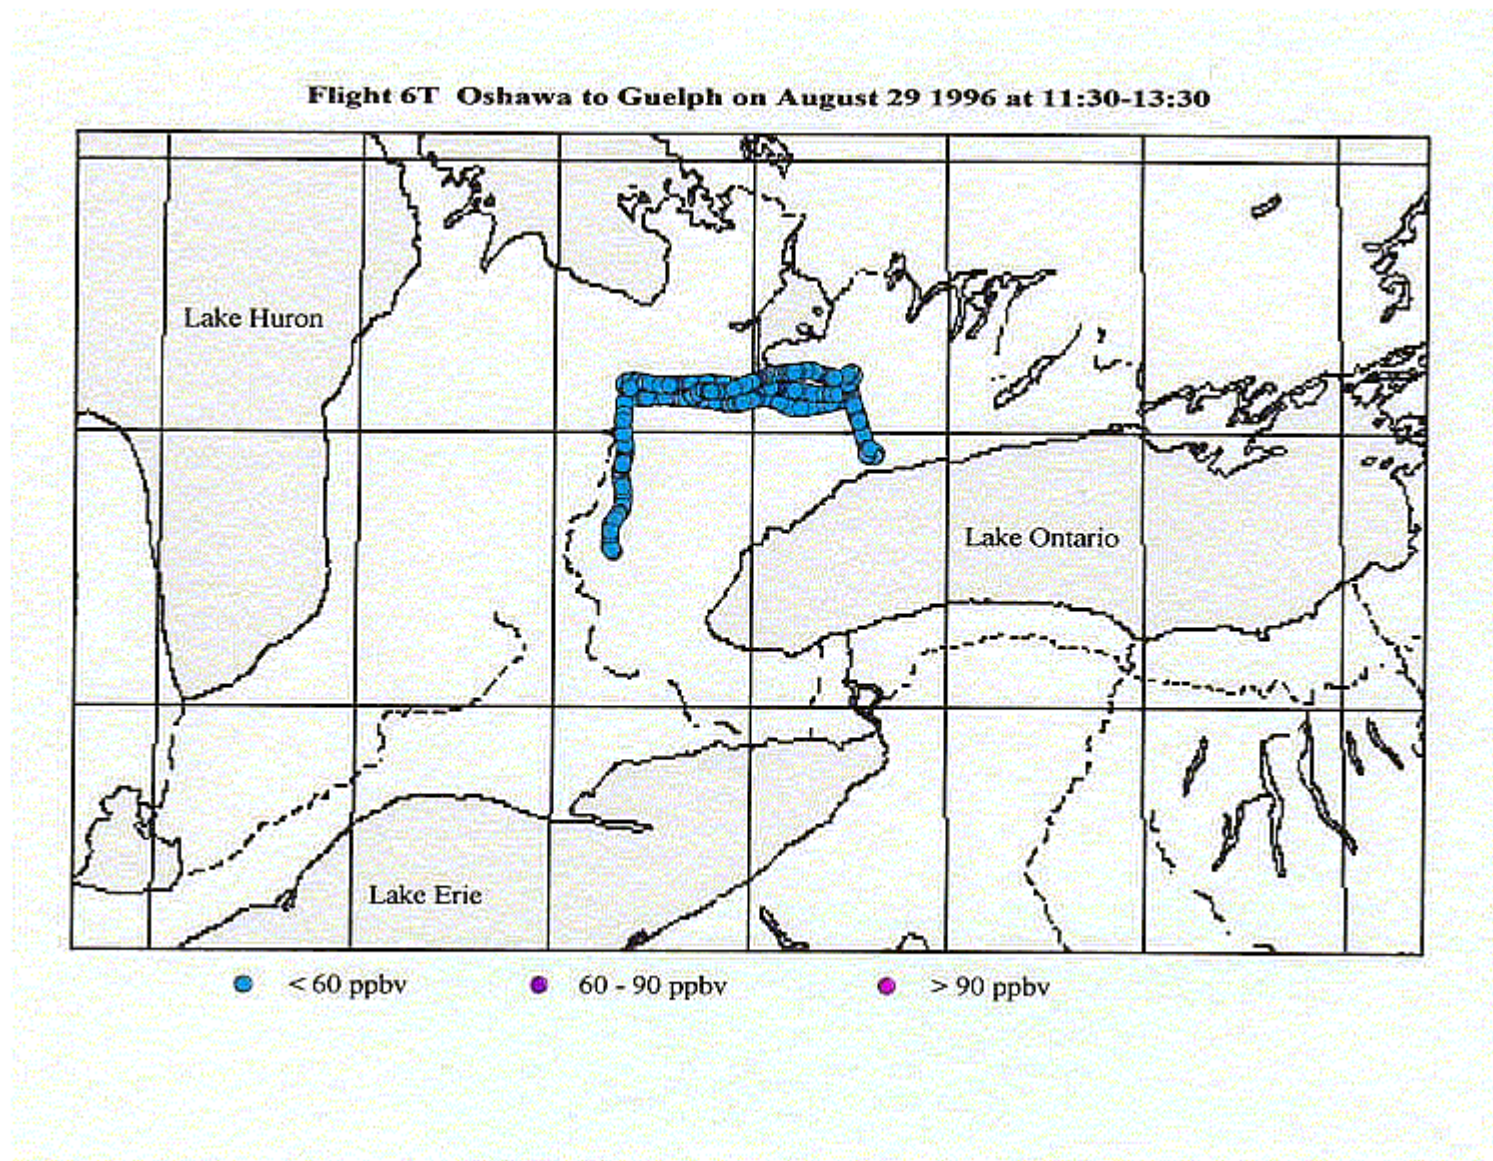 Flight 6T Oshawa to Guelph on August 29 1996 at 11:30-13:30
Lake Huron
Lake Ontario
Lake Erie
< 60 ppbv
60 - 90 ppbv
> 90 ppbv